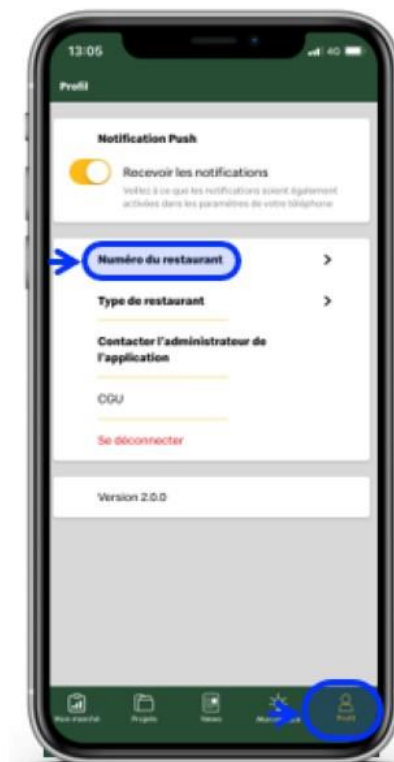 13:05
4G
Profil
Notification Push
Recevoir les notifications
Veillez à ce que les notifications soient également
activées dans les paramètres de votre téléphone
Numéro du restaurant
Type de restaurant
Contacter l'administrateur de
l'application
CGU
Se déconnecter
Version 2.0.0
Mon marché
Projets
News
Profil